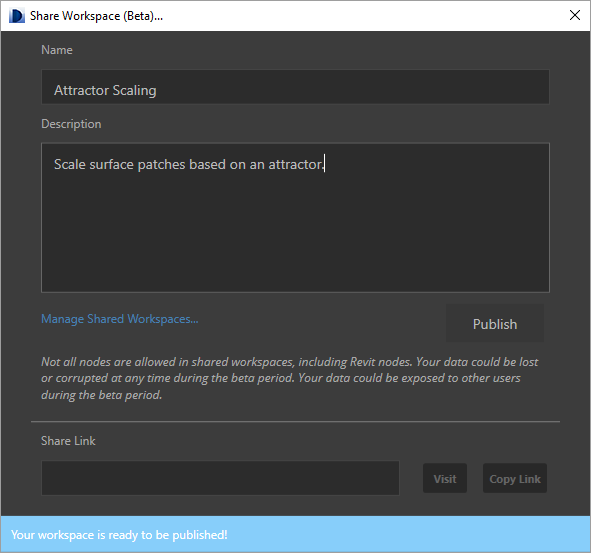 Share Workspace (Beta)...
Name
Attractor Scaling
Description
Scale surface patches based on an attractor.
Manage Shared Workspaces...
Publish
Not all nodes are allowed in shared workspaces, including Revit nodes. Your data could be lost
or corrupted at any time during the beta period. Your data could be exposed to other users
during the beta period.
Share Link
Visit
Copy Link
Your workspace is ready to be published!